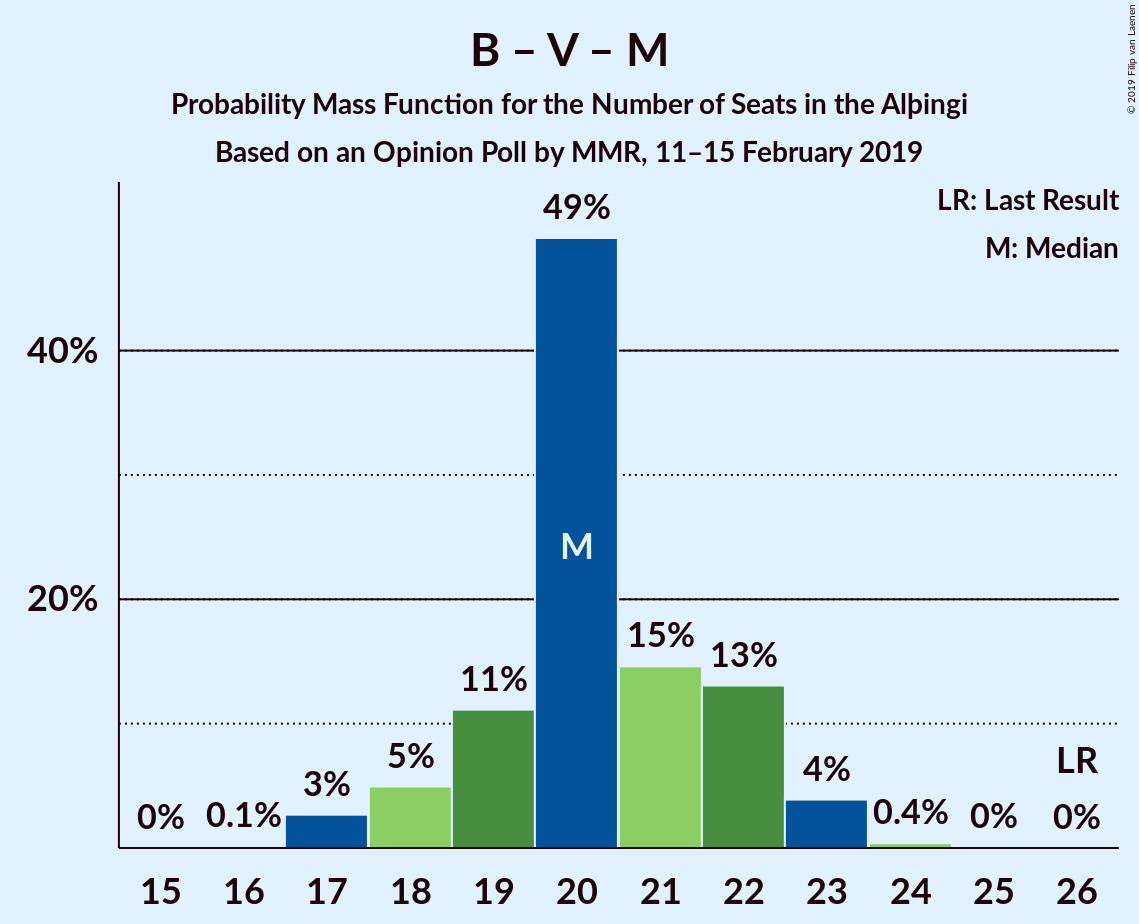 B – V – M
Probability Mass Function for the Number of Seats in the Alþingi
Based on an Opinion Poll by MMR, 11–15 February 2019
© 2019 Filip van Laenen
LR: Last Result
M: Median
40%
20%
0%
0.1%
3%
5%
11%
49%
M
15%
13%
4%
0.4%
0%
LR
0%
15 16 17 18 19 20 21 22 23 24 25 26